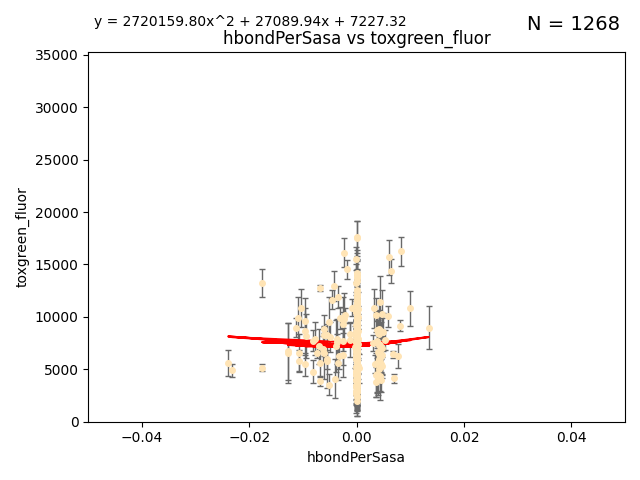 y = 2720159.80x^2 + 27089.94x + 7227.32
N = 1268
hbondPerSasa vs toxgreen_fluor
35000
30000
25000
20000
15000
10000
5000
0
toxgreen_fluor
−0.04
−0.02
0.00
0.02
0.04
hbondPerSasa